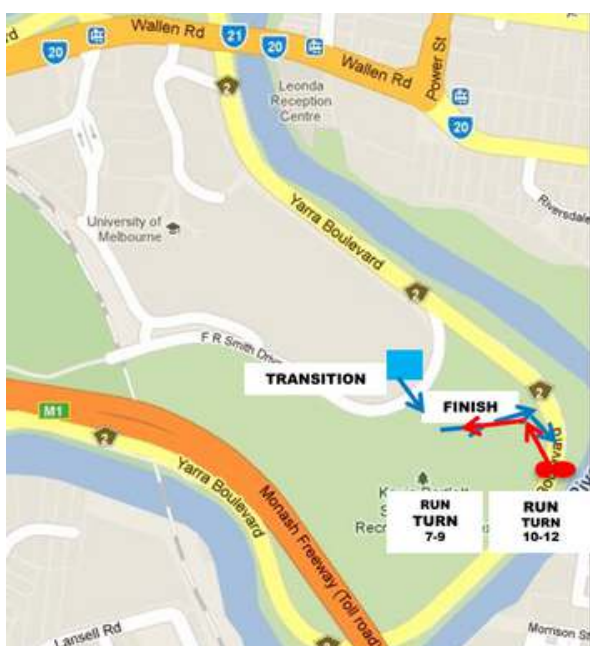 rd
20
Wallen Rd
21
20
Wallen Rd
Power St
20
2
Leonda
Reception
Centre
Riversdale
University of
Melbourne
Yarra Boulevard
2
F R Smith Drive
TRANSITION
2
FINISH
M1
2
Yarra Boulevard
Monash Freeway (Toll road)
RUN
TURN
7-9
RUN
TURN
10-12
Lansell Rd
Morrison St